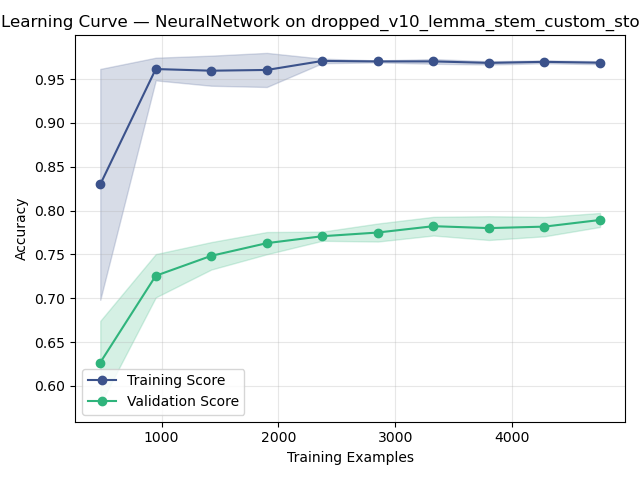 Learning Curve — NeuralNetwork on dropped_v10_lemma_stem_custom_sto
0.95
0.90
0.85
0.80
0.75
0.70
0.65
0.60
Accuracy
Training Score
Validation Score
1000 2000 3000 4000
Training Examples